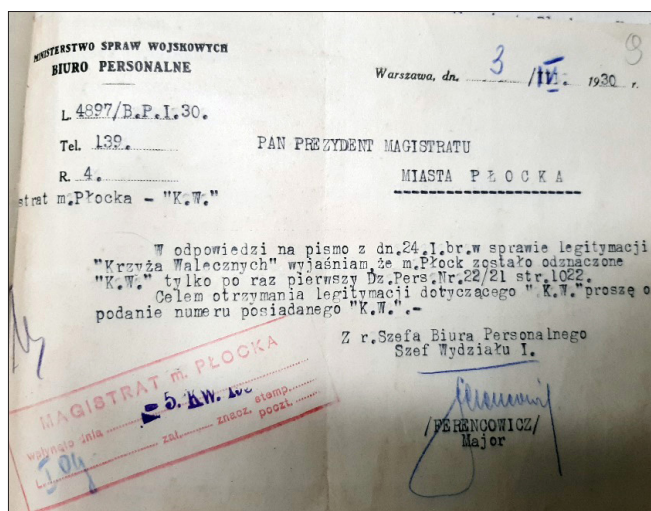 MINISTERSTWO SPRAW WOJSKOWYCH
BIURO PERSONALNE
Warszawa, dn. 3 / IV. 1930 r.
9
L. 4897/B.P.I.30.
Tel. 139.
R. 4.
PAN PREZYDENT MAGISTRATU
MIASTA PŁOCKA
strat m.Płocka - "K.W."
W odpowiedzi na pismo z dn.24.I.br.w sprawie legitymacji
"Krzyża Walecznych" wyjaśniam,że m.Płock zostało odznaczone
"K.W." tylko po raz pierwszy Dz.Pers.Nr.22/21 str.1022.
Celem otrzymania legitymacji dotyczącego "K.W."proszę o
podanie numeru posiadanego "K.W.".-
Z r.Szefa Biura Personalnego
Szef Wydziału I.
/FERENCOWICZ/
Major
MAGISTRAT m. PŁOCKA
5. KW.
wpłynęło dnia
zał. znacz. stemp.
poczt.
L.